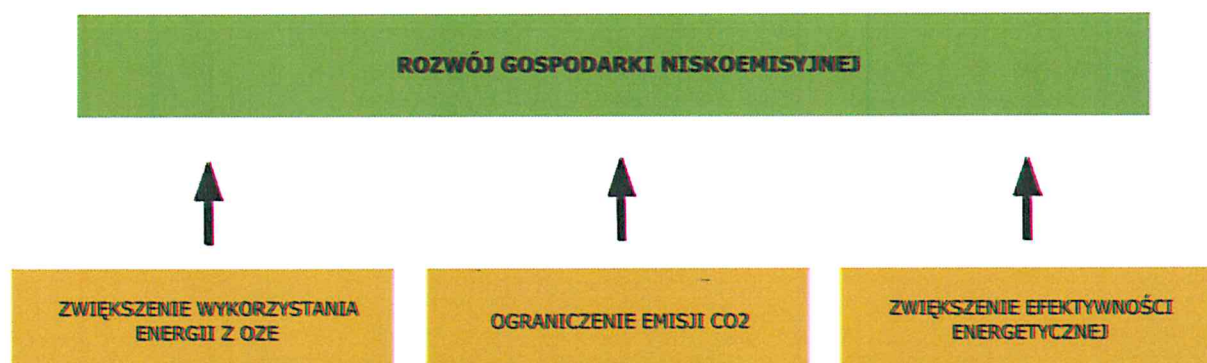 ROZWÓJ GOSPODARKI NISKOEMISYJNEJ
ZWIĘKSZENIE WYKORZYSTANIA
ENERGII Z OZE
OGRANICZENIE EMISJI CO2
ZWIĘKSZENIE EFEKTYWNOŚCI
ENERGETYCZNEJ